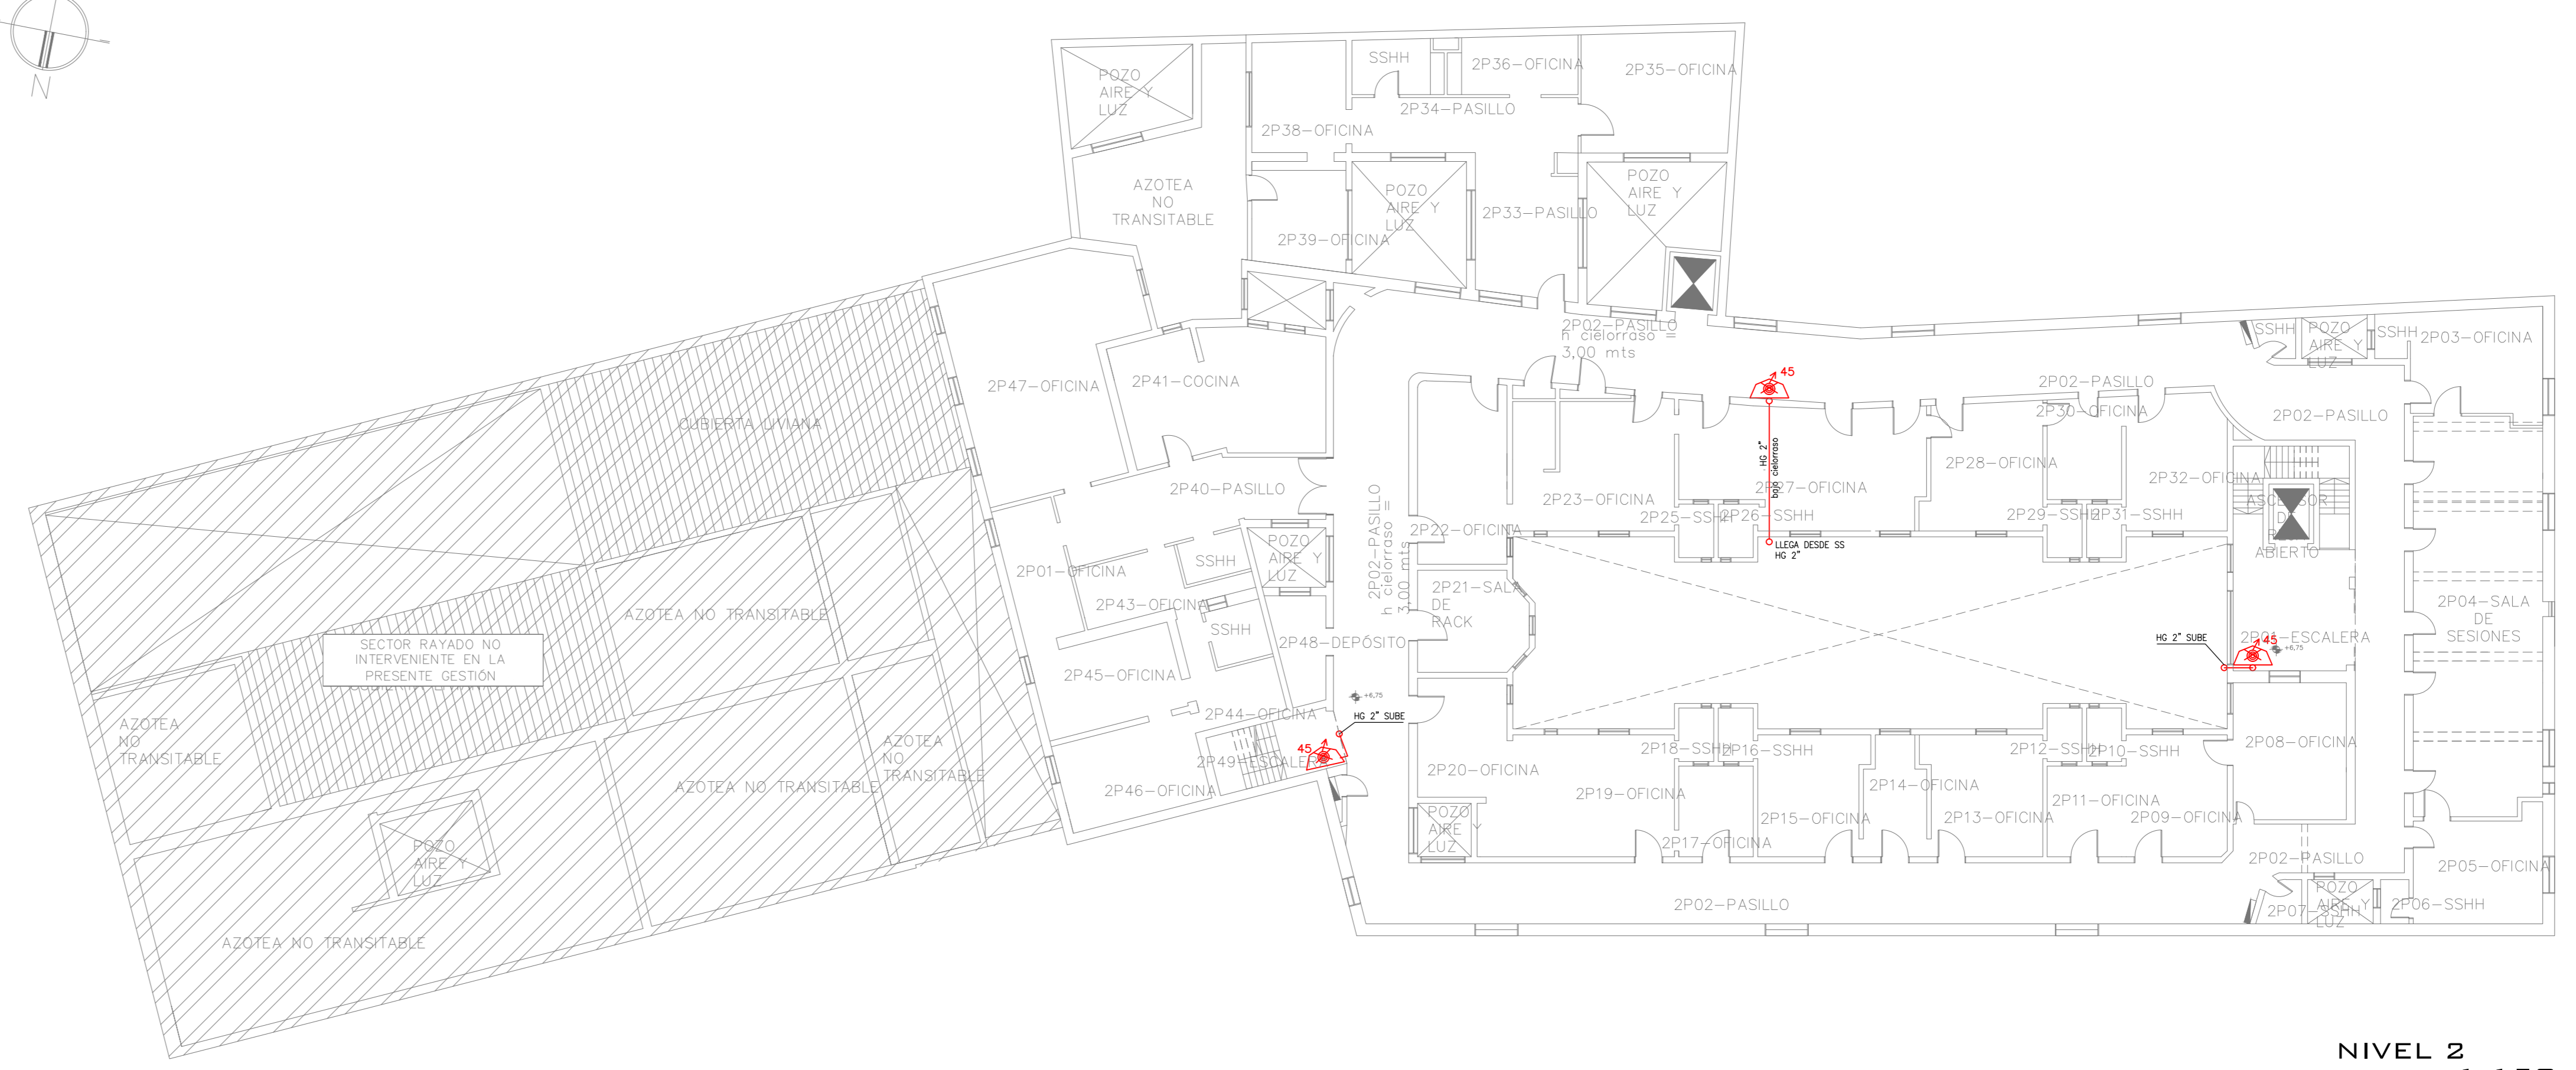 N
POZO
AIRE Y
LUZ
SSHH
2P36-OFICINA
2P35-OFICINA
2P34-PASILLO
2P38-OFICINA
AZOTEA
NO
TRANSITABLE
POZO
AIRE Y
LUZ
POZO
AIRE Y
LUZ
2P33-PASILLO
2P39-OFICINA
2P02-PASILLO
h cielorraso =
3,00 mts
SSHH
POZO
AIRE Y
LUZ
SSHH
2P03-OFICINA
2P47-OFICINA
2P41-COCINA
45
2P02-PASILLO
2P30-OFICINA
2P02-PASILLO
CUBIERTA LIVIANA
HG 2"
bajo cielorraso
2P28-OFICINA
2P32-OFICINA
2P40-PASILLO
2P02-PASILLO
h cielorraso =
3,00 mts
2P23-OFICINA
2P27-OFICINA
2P22-OFICINA
2P25-SSHH
2P26-SSHH
2P29-SSHH
2P31-SSHH
ASCENSOR
ABIERTO
LLEGA DESDE SS
HG 2"
POZO
AIRE Y
LUZ
SSHH
2P01-OFICINA
2P43-OFICINA
2P21-SALA
DE
RACK
AZOTEA NO TRANSITABLE
SSHH
2P48-DEPÓSITO
2P04-SALA
DE
SESIONES
HG 2" SUBE
2P01-ESCALERA
45
+6,75
SECTOR RAYADO NO
INTERVENIENTE EN LA
PRESENTE GESTIÓN
2P45-OFICINA
+6,75
2P44-OFICINA
HG 2" SUBE
45
2P49-ESCALERA
AZOTEA
NO
TRANSITABLE
AZOTEA
NO
TRANSITABLE
AZOTEA NO TRANSITABLE
2P46-OFICINA
2P20-OFICINA
2P18-SSHH
2P16-SSHH
2P12-SSHH
2P10-SSHH
2P08-OFICINA
2P19-OFICINA
2P14-OFICINA
2P15-OFICINA
2P13-OFICINA
2P11-OFICINA
2P09-OFICINA
POZO
AIRE Y
LUZ
2P17-OFICINA
POZO
AIRE Y
LUZ
2P02-PASILLO
2P05-OFICINA
2P02-PASILLO
2P07-SSHH
POZO
AIRE Y
LUZ
2P06-SSHH
AZOTEA NO TRANSITABLE
NIVEL 2